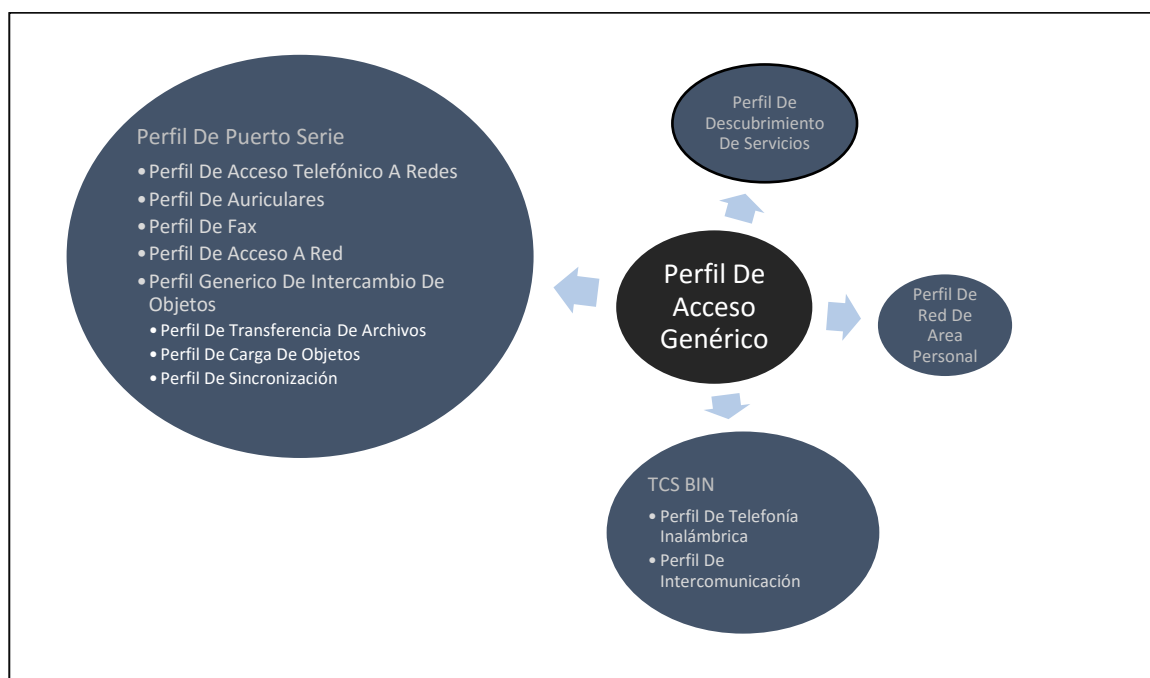 Perfil De Puerto Serie
•Perfil De Acceso Telefónico A Redes
•Perfil De Auriculares
•Perfil De Fax
•Perfil De Acceso A Red
•Perfil Generico De Intercambio De
Objetos
•Perfil De Transferencia De Archivos
•Perfil De Carga De Objetos
•Perfil De Sincronización
Perfil De
Descubrimiento
De Servicios
Perfil De
Acceso
Genérico
Perfil De
Red De
Area
Personal
TCS BIN
•Perfil De Telefonía
Inalámbrica
•Perfil De
Intercomunicación